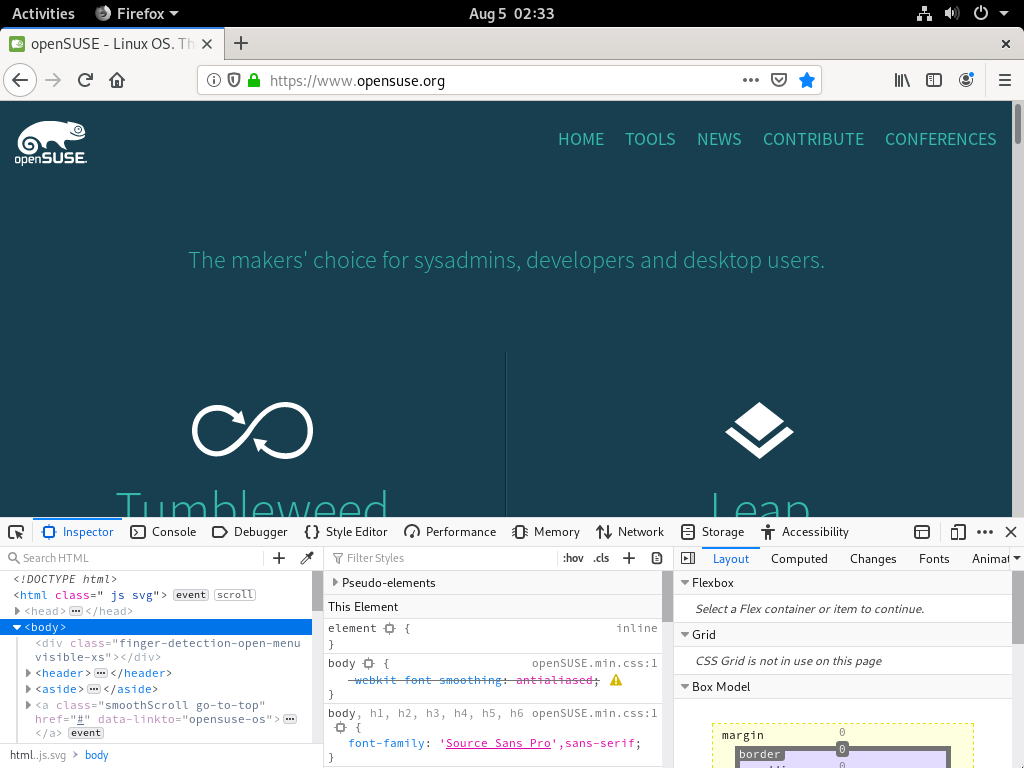 Activities Firefox Aug 5 02:33
openSUSE - Linux OS. Th
https://www.opensuse.org
openSUSE. HOME TOOLS NEWS CONTRIBUTE CONFERENCES
The makers' choice for sysadmins, developers and desktop users.
Tumbleweed Leap
Inspector Console Debugger Style Editor Performance Memory Network Storage Accessibility
Search HTML
<!DOCTYPE html>
<html class=" js svg"> event scroll
<head> ••• </head>
<body>
<div class="finger-detection-open-menu
visible-xs"></div>
<header> ••• </header>
<aside> ••• </aside>
<a class="smoothScroll go-to-top"
href="#" data-linkto="opensuse-os"> •••
</a> event
html.js.svg > body
Filter Styles :hov .cls +
Pseudo-elements
This Element
element { inline
}
body { openSUSE.min.css:1
-webkit-font-smoothing: antialiased;
}
body, h1, h2, h3, h4, h5, h6 openSUSE.min.css:1
{
font-family: 'Source Sans Pro',sans-serif;
}
Layout Computed Changes Fonts Animat
Flexbox
Select a Flex container or item to continue.
Grid
CSS Grid is not in use on this page
Box Model
margin 0
border 0
0